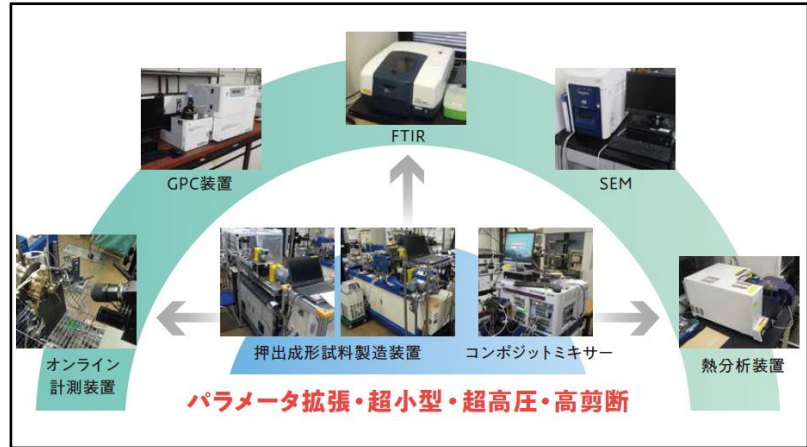 FTIR
GPC装置
SEM
オンライン
計測装置
押出成形試料製造装置
コンポジットミキサー
熱分析装置
パラメータ拡張・超小型・超高圧・高剪断